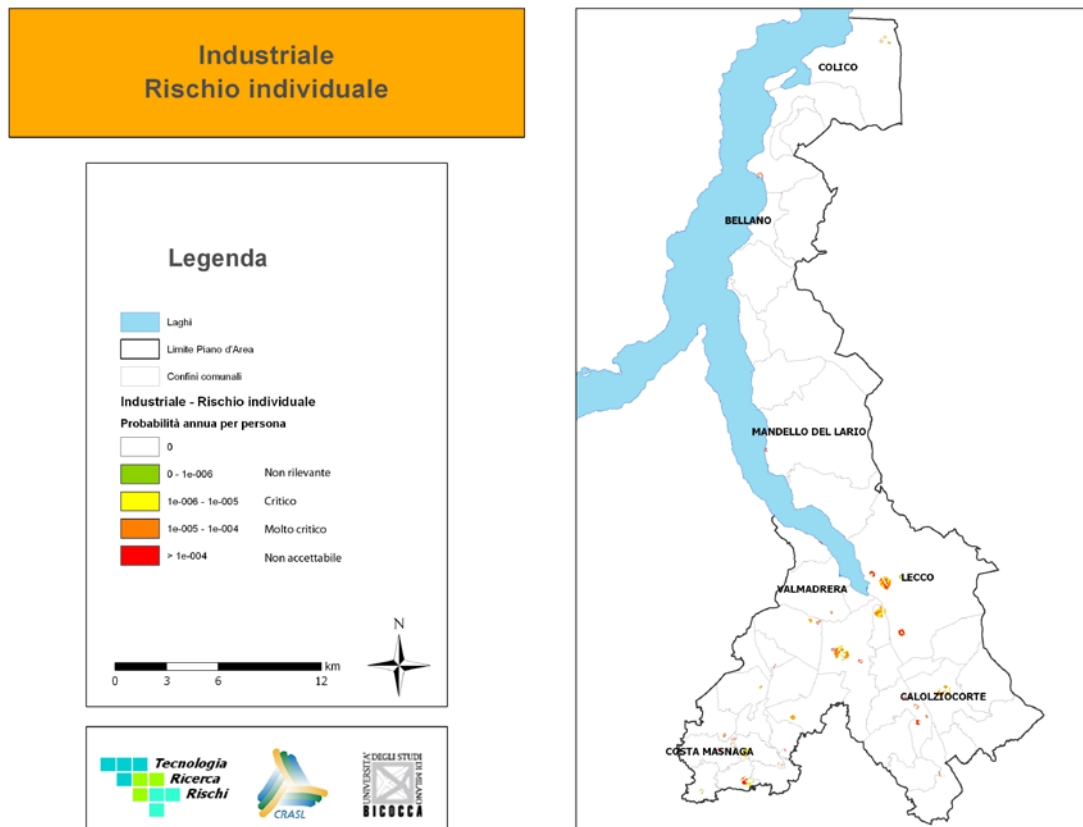 Industriale
Rischio individuale
Legenda
Laghi
Limite Piano d'Area
Confini comunali
Industriale - Rischio individuale
Probabilità annua per persona
0
0 - 1e-006 Non rilevante
1e-006 - 1e-005 Critico
1e-005 - 1e-004 Molto critico
> 1e-004 Non accettabile
N
km
0 3 6 12
Tecnologia
Ricerca
Rischi
CRASL
UNIVERSITA' DEGLI STUDI DI MILANO
BICOCCA
COLICO
BELLANO
MANDELLO DEL LARIO
LECCO
VALMADRERA
CALOLZIOCORTE
COSTA MASNAGA